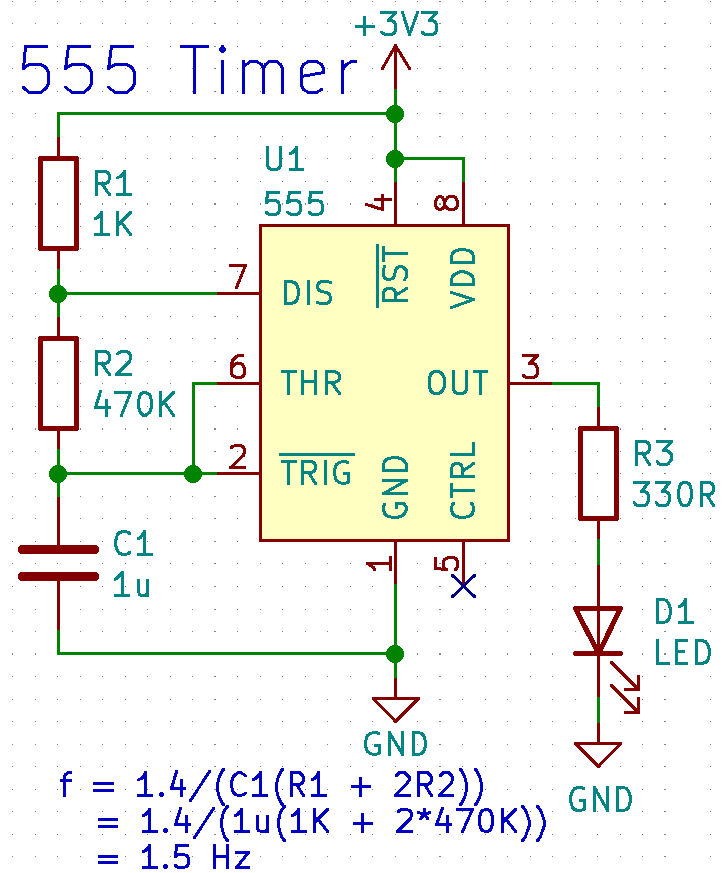 +3V3
555 Timer
U1
555
R1
1K
4
8
RST
VDD
7
DIS
R2
470K
6
THR
OUT
3
2
TRIG
GND
CTRL
R3
330R
C1
1u
1
5
D1
LED
GND
GND
f = 1.4/(C1(R1 + 2R2))
= 1.4/(1u(1K + 2*470K))
= 1.5 Hz